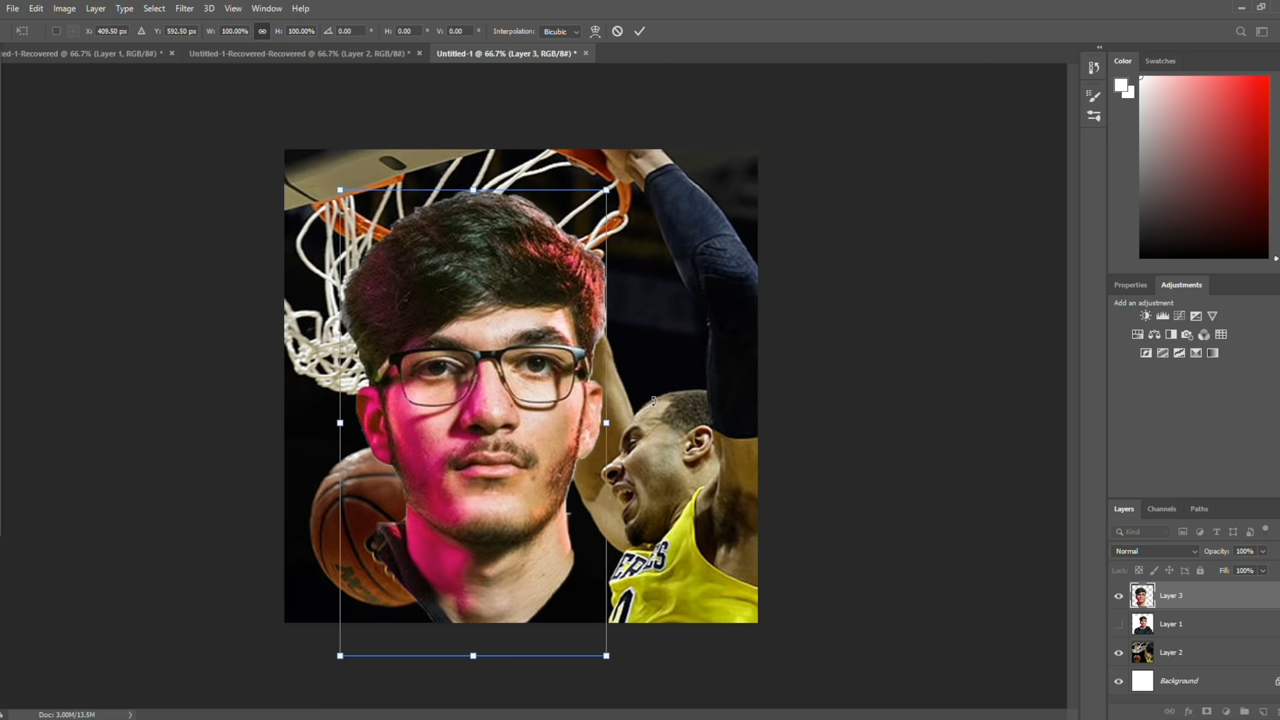 File Edit Image Layer Type Select Filter 3D View Window Help
X: 409.50 px Y: 592.50 px W: 100.00% H: 100.00% 0.00 ° H: 0.00 ° V: 0.00 ° Interpolation: Bicubic
ed-1-Recovered @ 66.7% (Layer 1, RGB/8#) * × Untitled-1-Recovered-Recovered @ 66.7% (Layer 2, RGB/8#) * × Untitled-1 @ 66.7% (Layer 3, RGB/8#) * ×
Color Swatches
Properties Adjustments
Add an adjustment
Layers Channels Paths
Kind
Normal Opacity: 100%
Lock: Fill: 100%
Layer 3
Layer 1
Layer 2
Background
Doc: 3.00M/13.5M